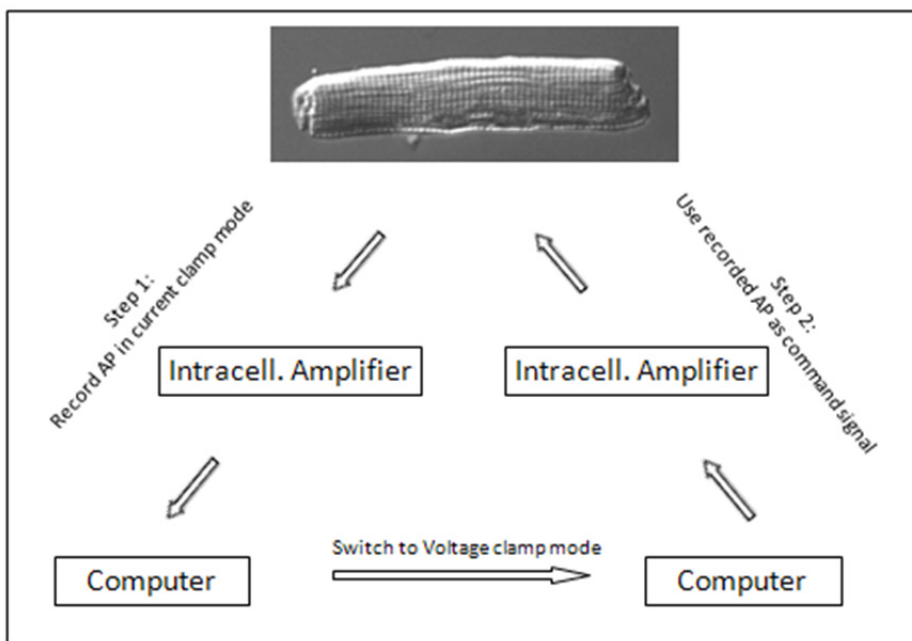 Step 1:
Record AP in current clamp mode
Step 2:
Use recorded AP as command signal
Intracell. Amplifier
Intracell. Amplifier
Switch to Voltage clamp mode
Computer
Computer